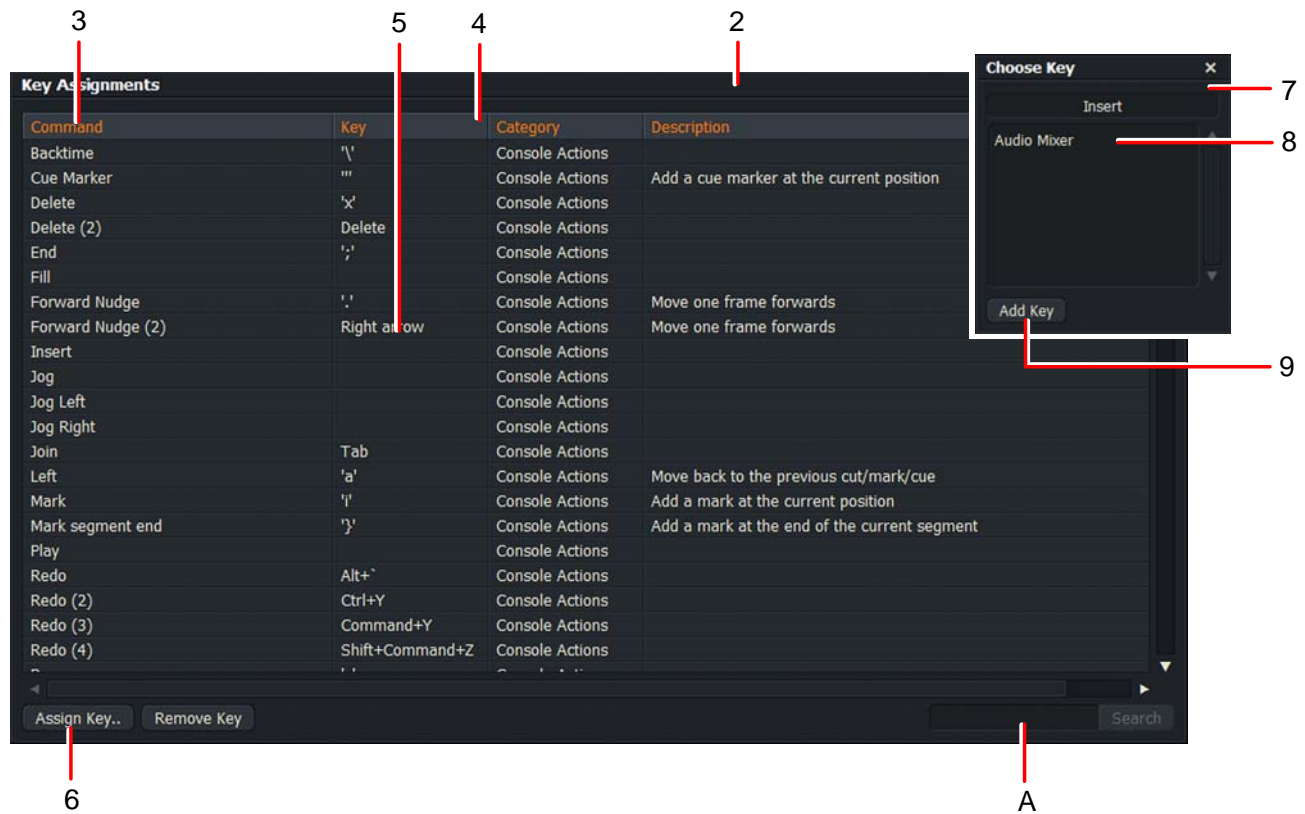 3 5 4 2
Choose Key ×
Key Assignments
7
Insert
Command Key Category Description
Audio Mixer 8
Backtime '\' Console Actions
Cue Marker ''' Console Actions Add a cue marker at the current position
Delete 'x' Console Actions
Delete (2) Delete Console Actions
End ';' Console Actions
Fill Console Actions
Forward Nudge '.' Console Actions Move one frame forwards
Add Key
Forward Nudge (2) Right arrow Console Actions Move one frame forwards
Insert Console Actions
9
Jog Console Actions
Jog Left Console Actions
Jog Right Console Actions
Join Tab Console Actions
Left 'a' Console Actions Move back to the previous cut/mark/cue
Mark 'i' Console Actions Add a mark at the current position
Mark segment end '}' Console Actions Add a mark at the end of the current segment
Play Console Actions
Redo Alt+` Console Actions
Redo (2) Ctrl+Y Console Actions
Redo (3) Command+Y Console Actions
Redo (4) Shift+Command+Z Console Actions
Assign Key.. Remove Key Search
6 A